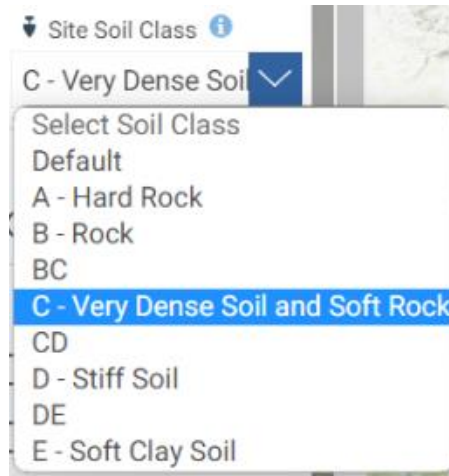 Site Soil Class
C - Very Dense Soil
Select Soil Class
Default
A - Hard Rock
B - Rock
BC
C - Very Dense Soil and Soft Rock
CD
D - Stiff Soil
DE
E - Soft Clay Soil